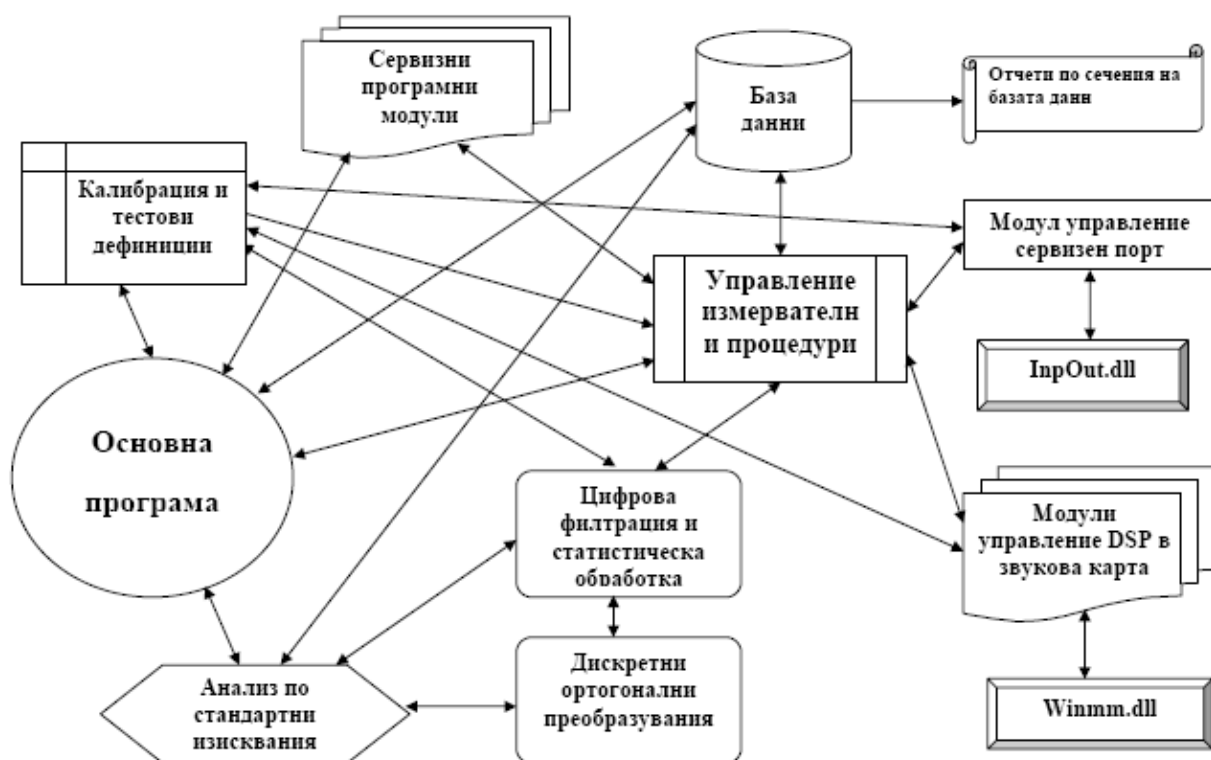 Сервизни
програмни
модули
База
данни
Отчети по сечения на
базата данн
Калибрация и
тестови
дефиниции
Модул управление
сервизен порт
Управление
измервателн
и процедури
InpOut.dll
Основна
програма
Цифрова
филтрация и
статистическа
обработка
Модули
управление DSP в
звукова карта
Дискретни
ортогонални
преобразувания
Анализ по
стандартни
изисквания
Winmm.dll